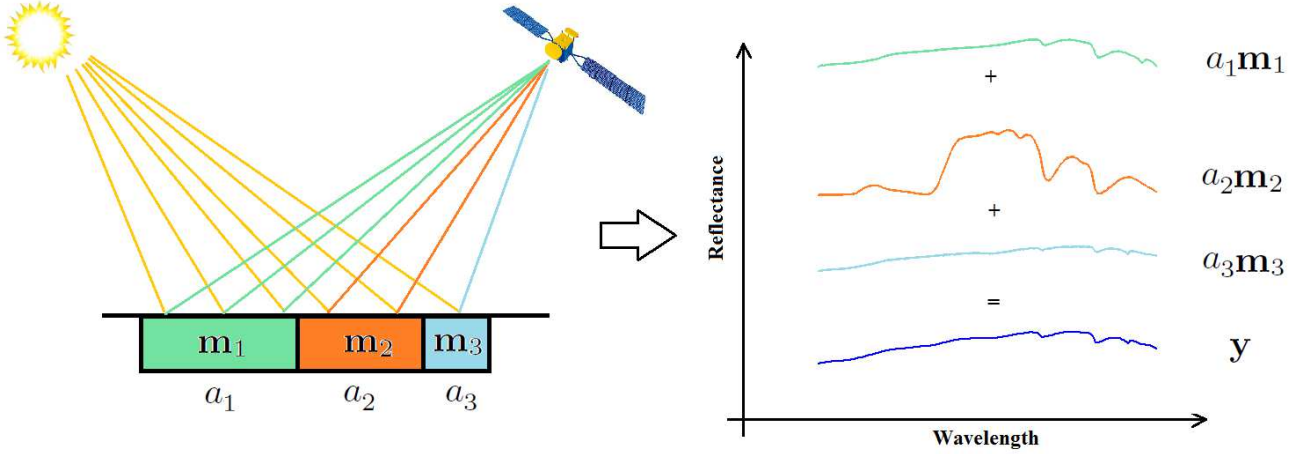 m₁
m₂
m₃
a₁
a₂
a₃
Reflectance
a₁m₁
+
a₂m₂
+
a₃m₃
=
y
Wavelength